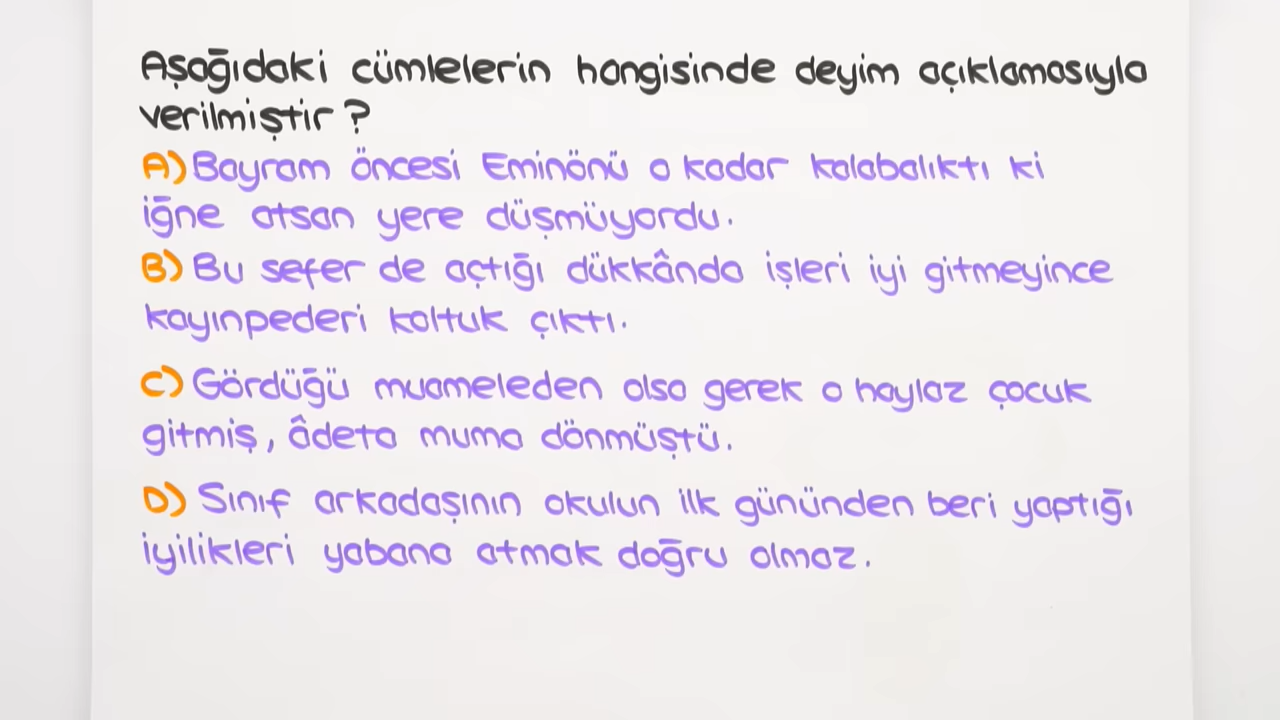 Aşağıdaki cümlelerin hangisinde deyim açıklamasıyla
verilmiştir?
A) Bayram öncesi Eminönü o kadar kalabalıktı ki
iğne atsan yere düşmüyordu.
B) Bu sefer de açtığı dükkânda işleri iyi gitmeyince
kayınpederi koltuk çıktı.
C) Gördüğü muameleden olsa gerek o haylaz çocuk
gitmiş, âdeta muma dönmüştü.
D) Sınıf arkadaşının okulun ilk gününden beri yaptığı
iyilikleri yabana atmak doğru olmaz.